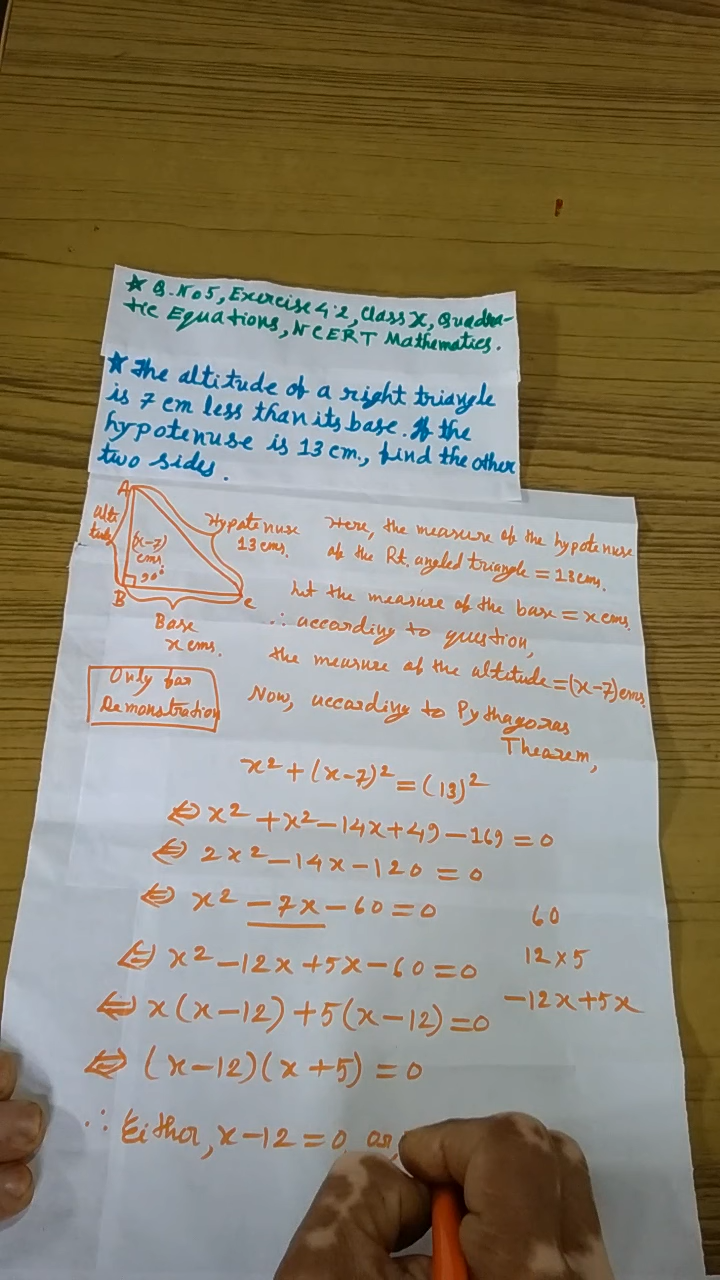 * Q. No 5, Exercise 4.2, Class X, Quadra-
tic Equations, NCERT Mathematics.
* The altitude of a right triangle
is 7 cm less than its base. If the
hypotenuse is 13 cm., find the other
two sides.
A
Alti
tude
(x-7)
cms.
90°
B
C
Hypotenuse
13 cms.
Base
x cms.
Only for
Demonstration
Here, the measure of the hypotenuse
of the Rt. angled triangle = 13 cms.
Let the measure of the base = x cms.
∴ according to question,
the measure of the altitude = (x-7) cms.
Now, according to Pythagoras
Theorem,
x² + (x-7)² = (13)²
⇔ x² + x² - 14x + 49 - 169 = 0
⇔ 2x² - 14x - 120 = 0
⇔ x² - 7x - 60 = 0
60
⇔ x² - 12x + 5x - 60 = 0
12 × 5
⇔ x(x-12) + 5(x-12) = 0
-12x + 5x
⇔ (x-12)(x+5) = 0
∴ Either, x-12 = 0, or,